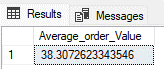 Results Messages
Average_order_Value
1 38.3072623343546